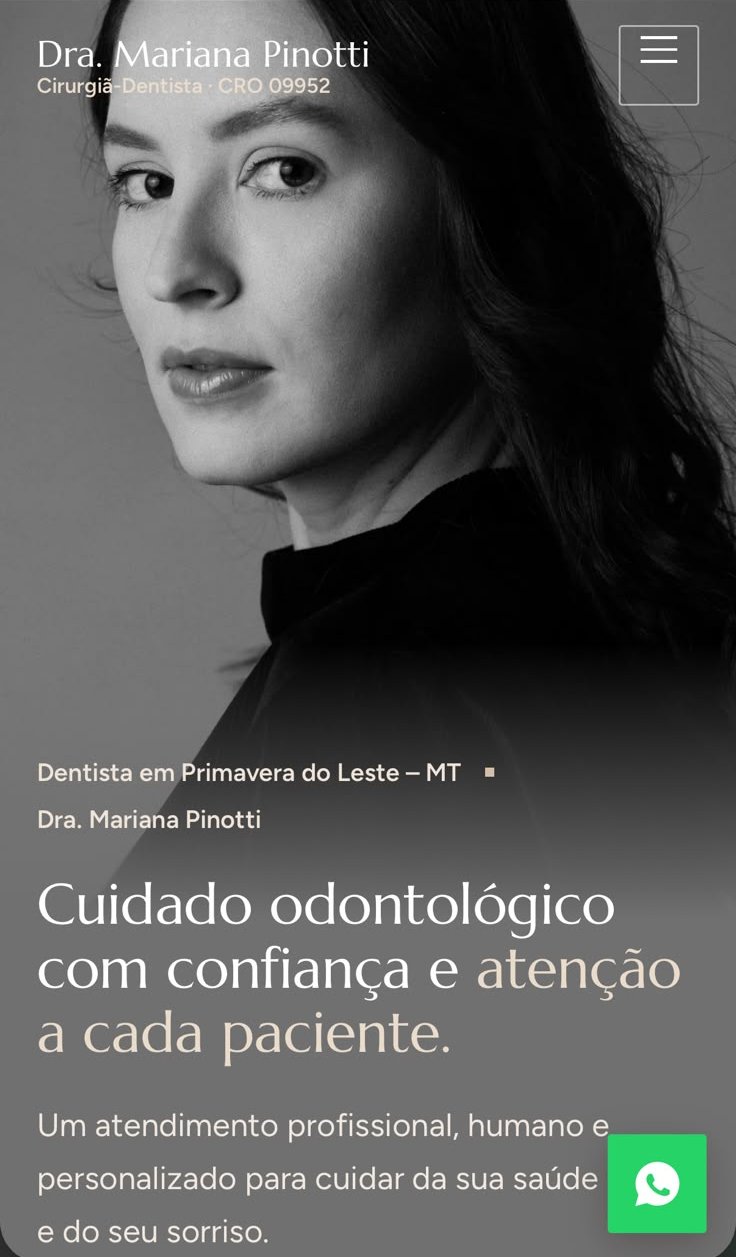 Dra. Mariana Pinotti
Cirurgiã-Dentista · CRO 09952
Dentista em Primavera do Leste – MT
Dra. Mariana Pinotti
Cuidado odontológico
com confiança e atenção
a cada paciente.
Um atendimento profissional, humano e
personalizado para cuidar da sua saúde
e do seu sorriso.